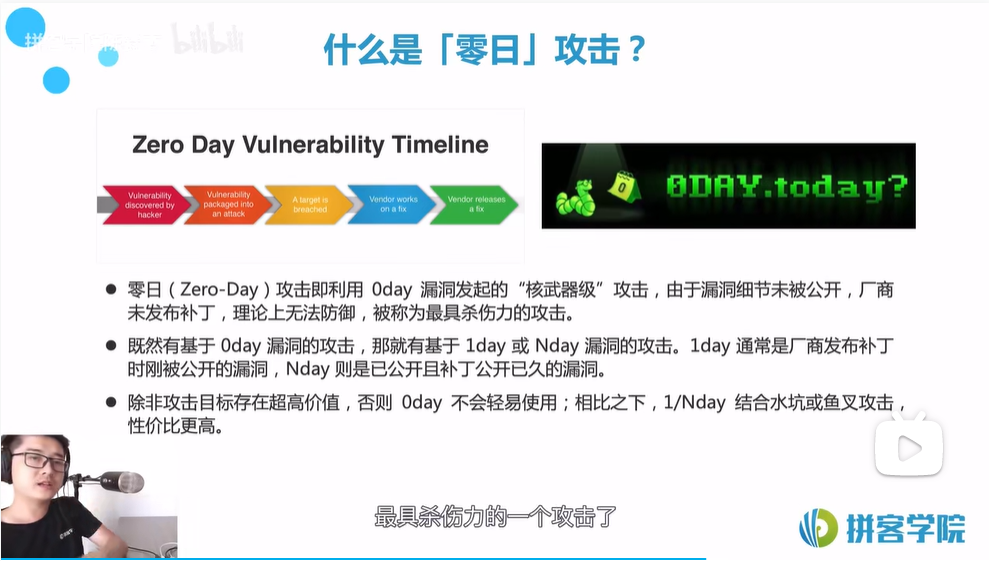 bilibili
什么是「零日」攻击？
Zero Day Vulnerability Timeline
Vulnerability
discovered by
hacker
Vulnerability
packaged into
an attack
A target is
breached
Vendor works
on a fix
Vendor releases
a fix
0
0DAY.today?
零日（Zero-Day）攻击即利用 0day 漏洞发起的“核武器级”攻击，由于漏洞细节未被公开，厂商
未发布补丁，理论上无法防御，被称为最具杀伤力的攻击。
既然有基于 0day 漏洞的攻击，那就有基于 1day 或 Nday 漏洞的攻击。1day 通常是厂商发布补丁
时刚被公开的漏洞，Nday 则是已公开且补丁公开已久的漏洞。
除非攻击目标存在超高价值，否则 0day 不会轻易使用；相比之下，1/Nday 结合水坑或鱼叉攻击，
性价比更高。
最具杀伤力的一个攻击了
拼客学院